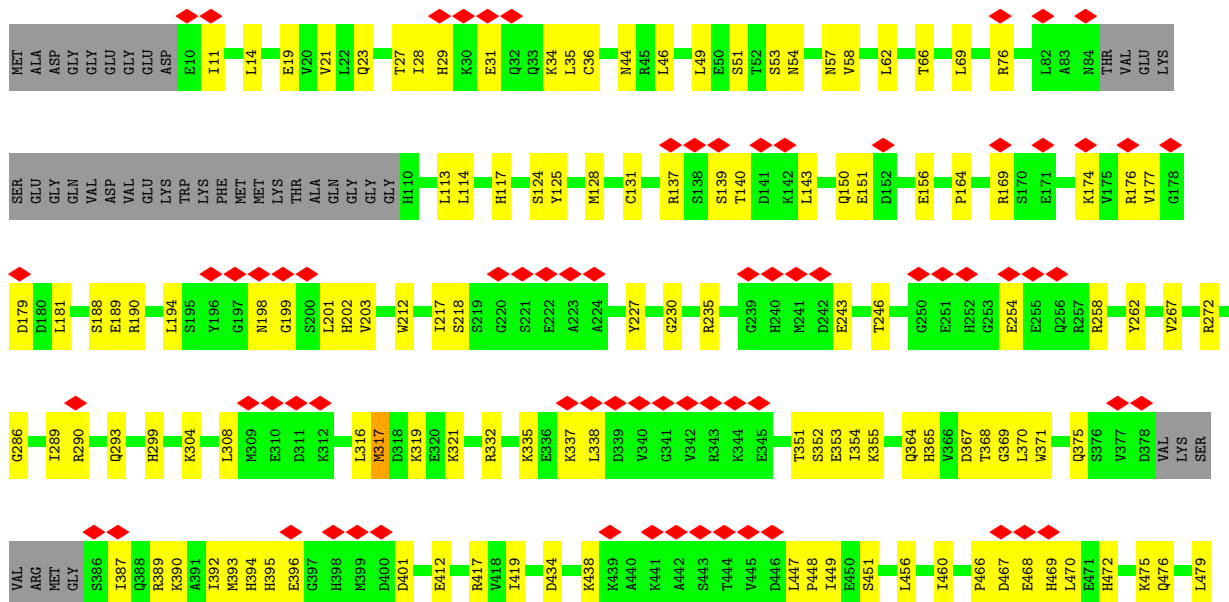 MET ALA ASP GLY GLY GLU GLY GLU ASP E10 I11 L14 E19 V20 V21 L22 Q23 T27 I28 H29 K30 E31 Q32 Q33 K34 L35 C36 N44 R45 L46 L49 E50 S51 T52 S53 N54 N57 V58 L62 T66 L69 R76 L82 A83 N84 THR VAL GLU LYS
SER GLU GLY GLN VAL ASP VAL GLU LYS TRP LYS PHE MET MET LYS THR ALA GLN GLY GLY GLY H110 L113 L114 H117 S124 Y125 M128 C131 R137 S138 S139 T140 D141 K142 L143 Q150 E151 D152 E156 P164 R169 S170 E171 K174 V175 R176 V177 G178
D179 D180 L181 S188 E189 R190 L194 S195 Y196 G197 N198 G199 S200 L201 H202 V203 W212 I217 S218 S219 G220 S221 E222 A223 A224 Y227 G230 R235 G239 H240 M241 D242 E243 T246 G250 E251 H252 G253 E254 E255 Q256 R257 R258 Y262 V267 R272
G286 I289 R290 Q293 H299 K304 L308 M309 E310 D311 K312 L316 M317 D318 K319 E320 K321 R332 K335 E336 K337 L338 D339 V340 G341 V342 R343 K344 E345 T351 S352 E353 I354 K355 Q364 H365 V366 D367 T368 G369 L370 W371 Q375 S376 V377 D378 VAL LYS SER
VAL ARG MET GLY S386 I387 Q388 R389 K390 A391 I392 M393 H394 H395 E396 G397 H398 M399 D400 D401 E412 R417 V418 I419 D434 K438 K439 A440 K441 A442 S443 T444 V445 D446 L447 P448 I449 E450 S451 L456 I460 P466 D467 E468 H469 L470 E471 H472 K475 Q476 L479